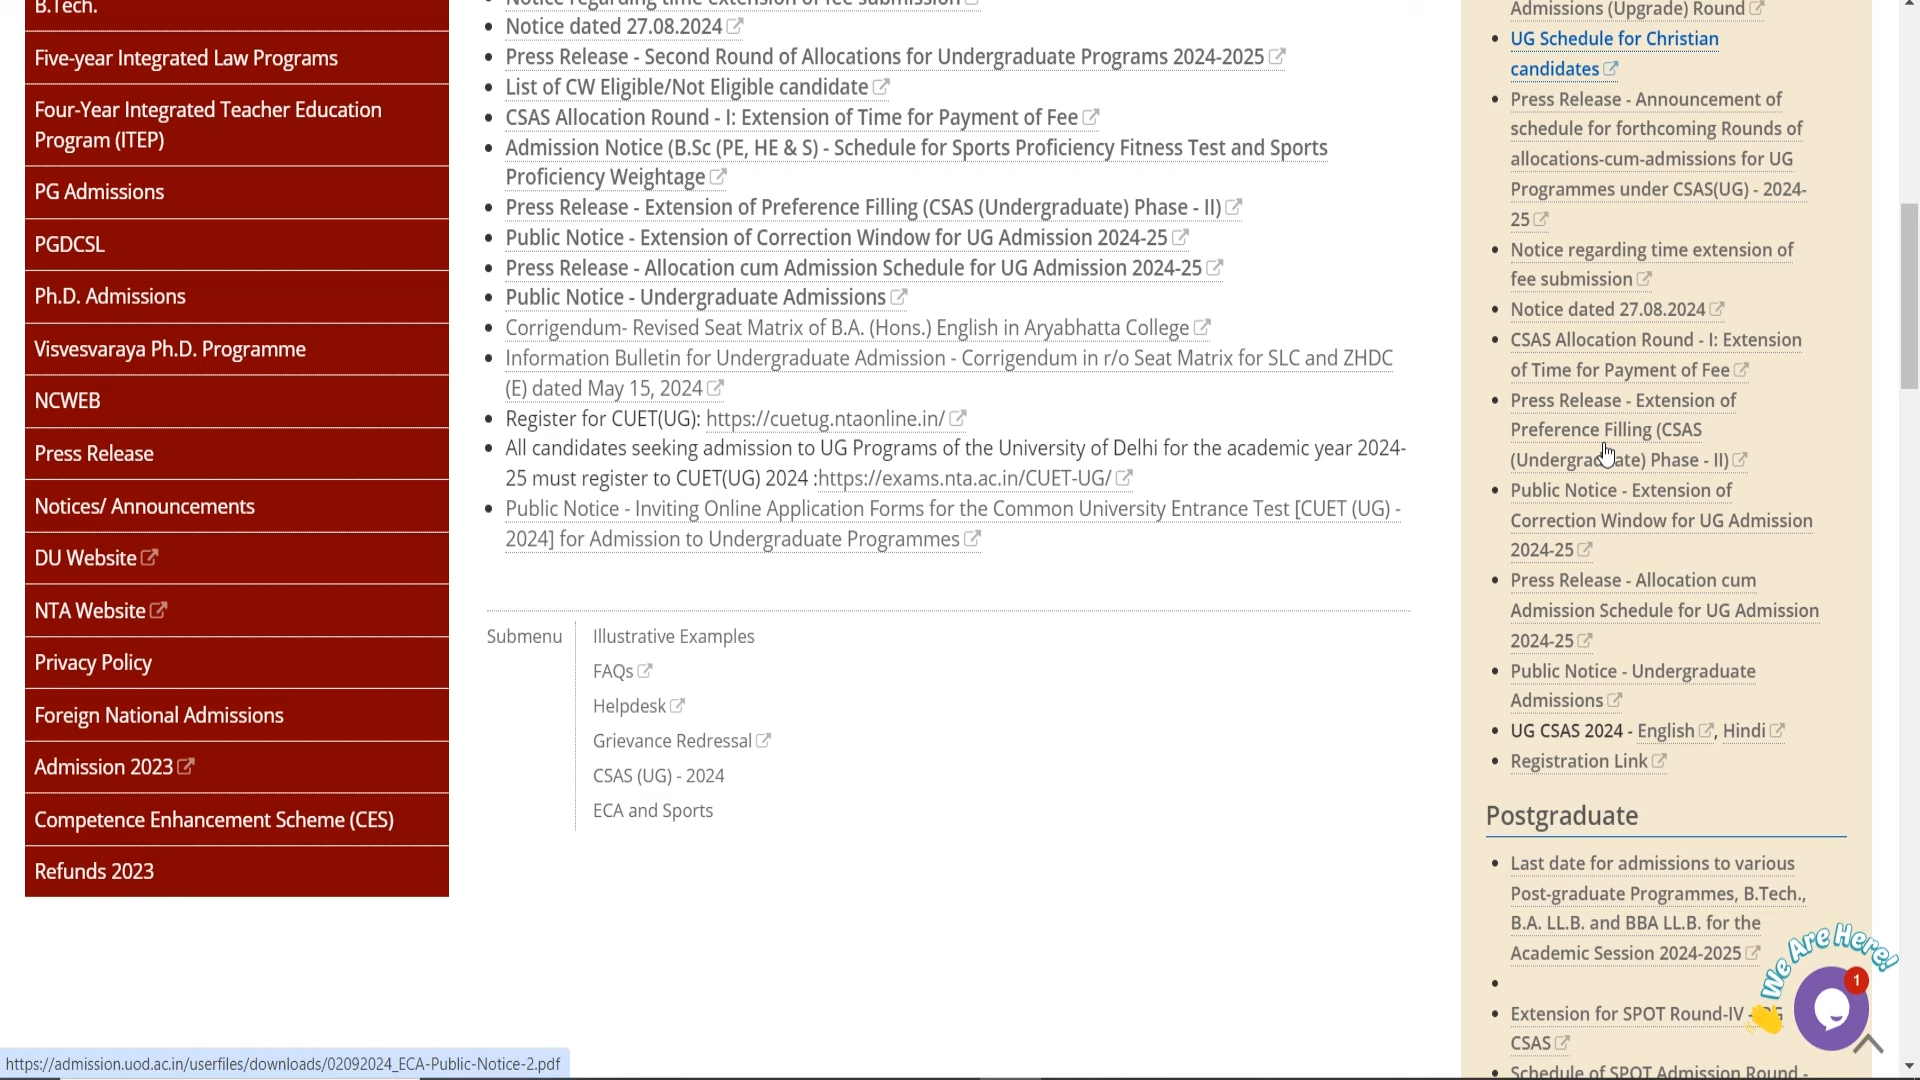 B.Tech.
Five-year Integrated Law Programs
Four-Year Integrated Teacher Education
Program (ITEP)
PG Admissions
PGDCSL
Ph.D. Admissions
Visvesvaraya Ph.D. Programme
NCWEB
Press Release
Notices/ Announcements
DU Website
NTA Website
Privacy Policy
Foreign National Admissions
Admission 2023
Competence Enhancement Scheme (CES)
Refunds 2023
Notice regarding time extension of fee submission
Notice dated 27.08.2024
Press Release - Second Round of Allocations for Undergraduate Programs 2024-2025
List of CW Eligible/Not Eligible candidate
CSAS Allocation Round - I: Extension of Time for Payment of Fee
Admission Notice (B.Sc (PE, HE & S) - Schedule for Sports Proficiency Fitness Test and Sports
Proficiency Weightage
Press Release - Extension of Preference Filling (CSAS (Undergraduate) Phase - II)
Public Notice - Extension of Correction Window for UG Admission 2024-25
Press Release - Allocation cum Admission Schedule for UG Admission 2024-25
Public Notice - Undergraduate Admissions
Corrigendum- Revised Seat Matrix of B.A. (Hons.) English in Aryabhatta College
Information Bulletin for Undergraduate Admission - Corrigendum in r/o Seat Matrix for SLC and ZHDC
(E) dated May 15, 2024
Register for CUET(UG): https://cuetug.ntaonline.in/
All candidates seeking admission to UG Programs of the University of Delhi for the academic year 2024-
25 must register to CUET(UG) 2024 :https://exams.nta.ac.in/CUET-UG/
Public Notice - Inviting Online Application Forms for the Common University Entrance Test [CUET (UG) -
2024] for Admission to Undergraduate Programmes
Submenu
Illustrative Examples
FAQs
Helpdesk
Grievance Redressal
CSAS (UG) - 2024
ECA and Sports
Admissions (Upgrade) Round
UG Schedule for Christian
candidates
Press Release - Announcement of
schedule for forthcoming Rounds of
allocations-cum-admissions for UG
Programmes under CSAS(UG) - 2024-
25
Notice regarding time extension of
fee submission
Notice dated 27.08.2024
CSAS Allocation Round - I: Extension
of Time for Payment of Fee
Press Release - Extension of
Preference Filling (CSAS
(Undergraduate) Phase - II)
Public Notice - Extension of
Correction Window for UG Admission
2024-25
Press Release - Allocation cum
Admission Schedule for UG Admission
2024-25
Public Notice - Undergraduate
Admissions
UG CSAS 2024 - English, Hindi
Registration Link
Postgraduate
Last date for admissions to various
Post-graduate Programmes, B.Tech.,
B.A. LL.B. and BBA LL.B. for the
Academic Session 2024-2025
Extension for SPOT Round-IV -
CSAS
Schedule of SPOT Admission Round -
We Are Here!
1
https://admission.uod.ac.in/userfiles/downloads/02092024_ECA-Public-Notice-2.pdf